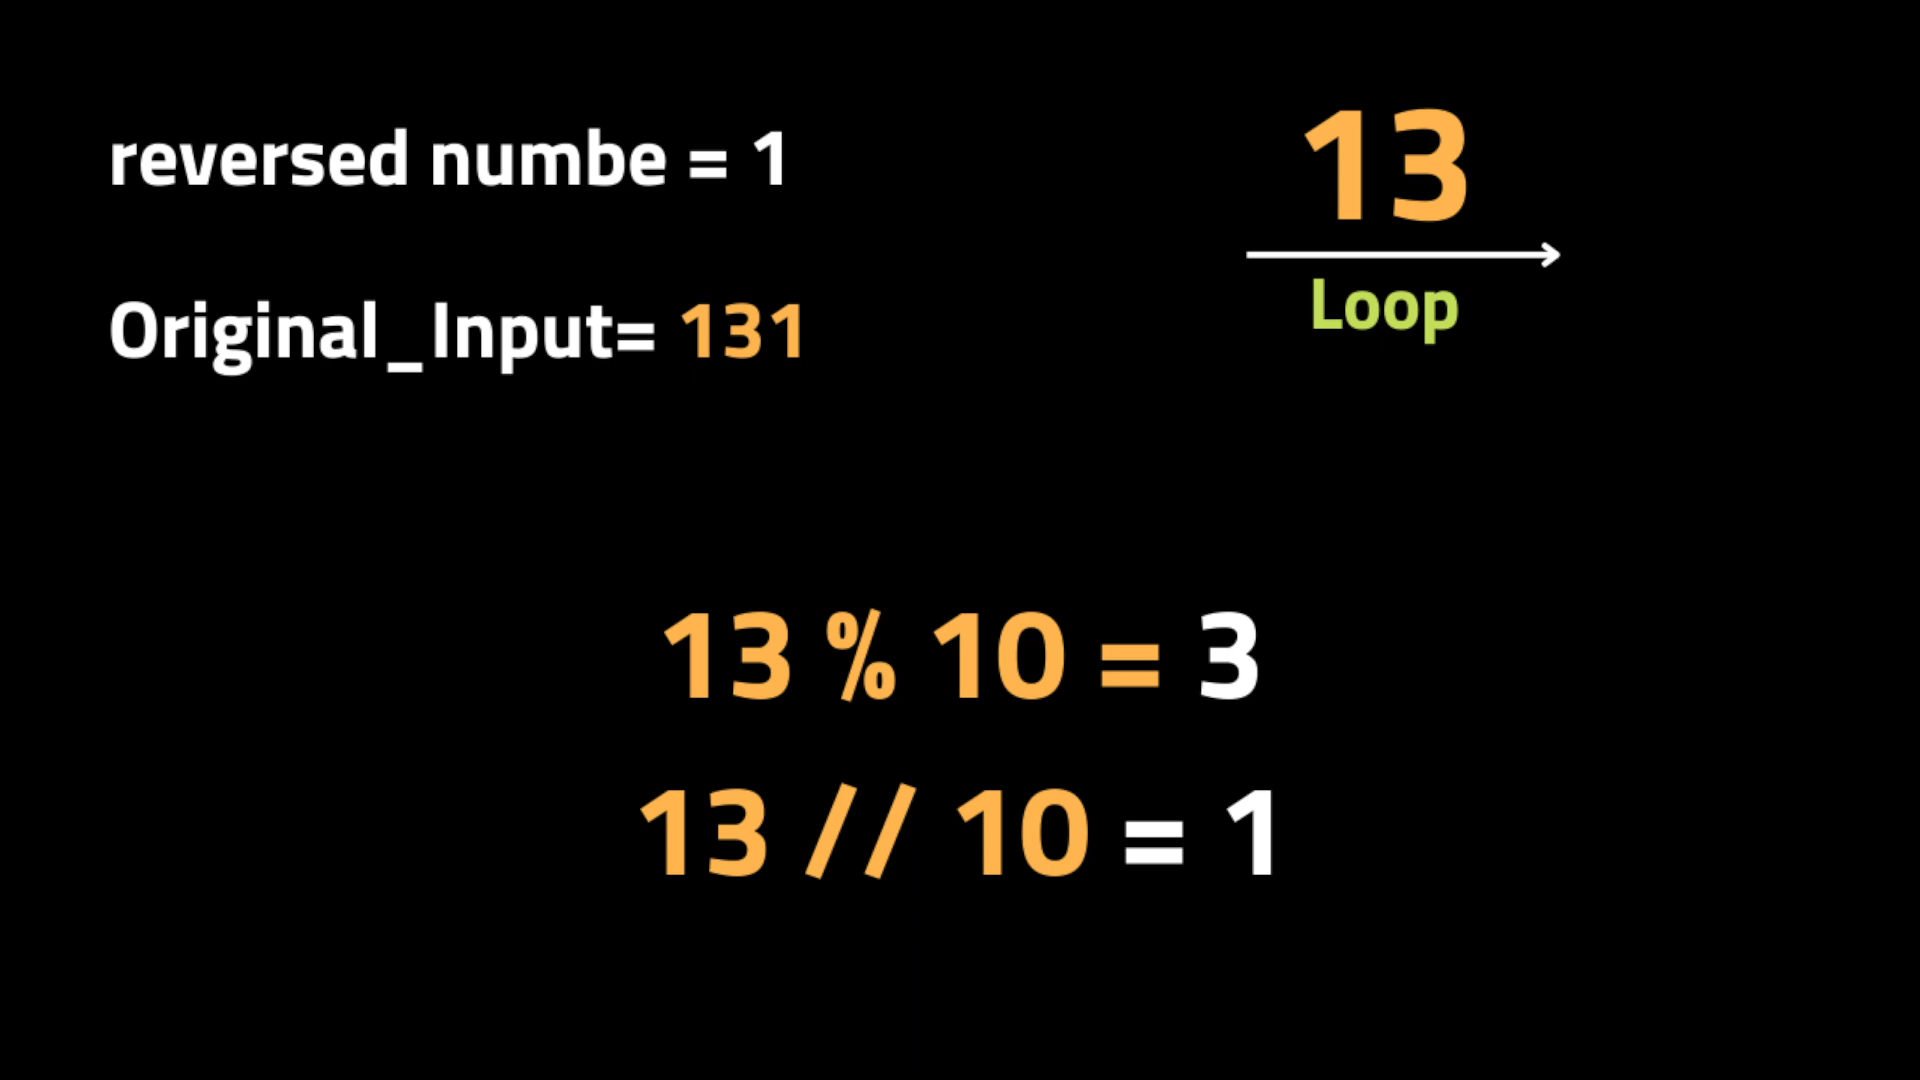 reversed numbe = 1
Original_Input= 131
13
Loop
13 % 10 = 3
13 // 10 = 1